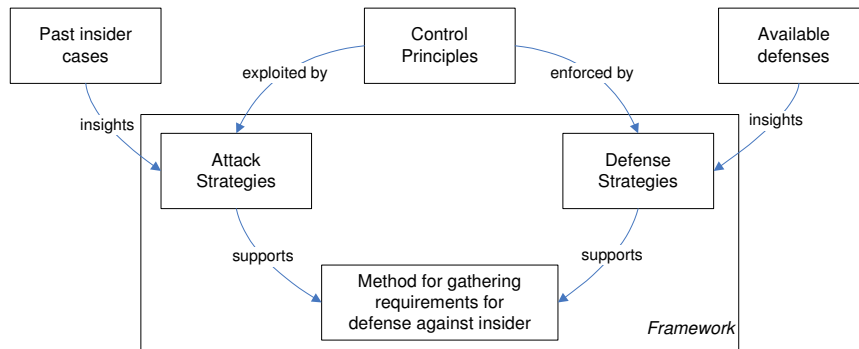 Past insider
cases
Control
Principles
Available
defenses
exploited by
enforced by
insights
insights
Attack
Strategies
Defense
Strategies
supports
supports
Method for gathering
requirements for
defense against insider
Framework